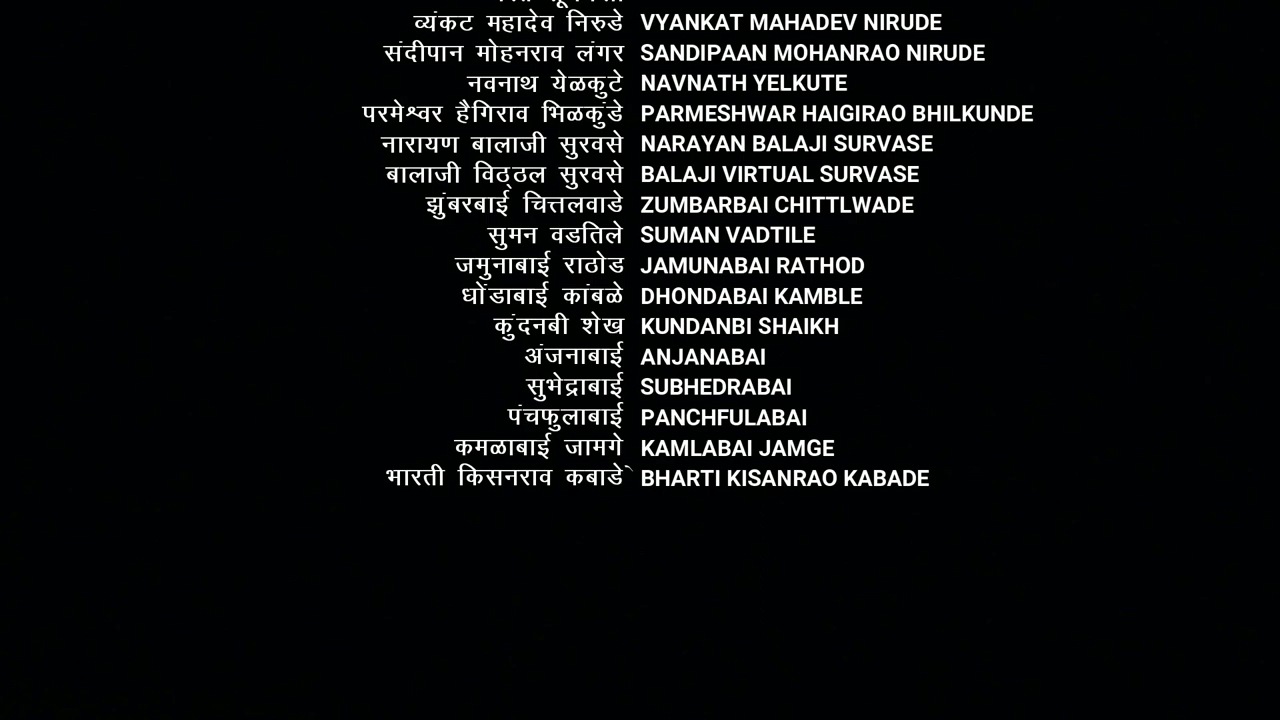 व्यंकट महादेव निरुडे VYANKAT MAHADEV NIRUDE
संदीपान मोहनराव लंगर SANDIPAAN MOHANRAO NIRUDE
नवनाथ येळकुटे NAVNATH YELKUTE
परमेश्वर हैगिराव भिळकुंडे PARMESHWAR HAIGIRAO BHILKUNDE
नारायण बालाजी सुरवसे NARAYAN BALAJI SURVASE
बालाजी विठ्ठल सुरवसे BALAJI VIRTUAL SURVASE
झुंबरबाई चित्तलवाडे ZUMBARBAI CHITTLWADE
सुमन वडतिले SUMAN VADTILE
जमुनाबाई राठोड JAMUNABAI RATHOD
धोंडाबाई कांबळे DHONDABAI KAMBLE
कुंदनबी शेख KUNDANBI SHAIKH
अंजनाबाई ANJANABAI
सुभेद्राबाई SUBHEDRABAI
पंचफुलाबाई PANCHFULABAI
कमळाबाई जामगे KAMLABAI JAMGE
भारती किसनराव कबाडे` BHARTI KISANRAO KABADE